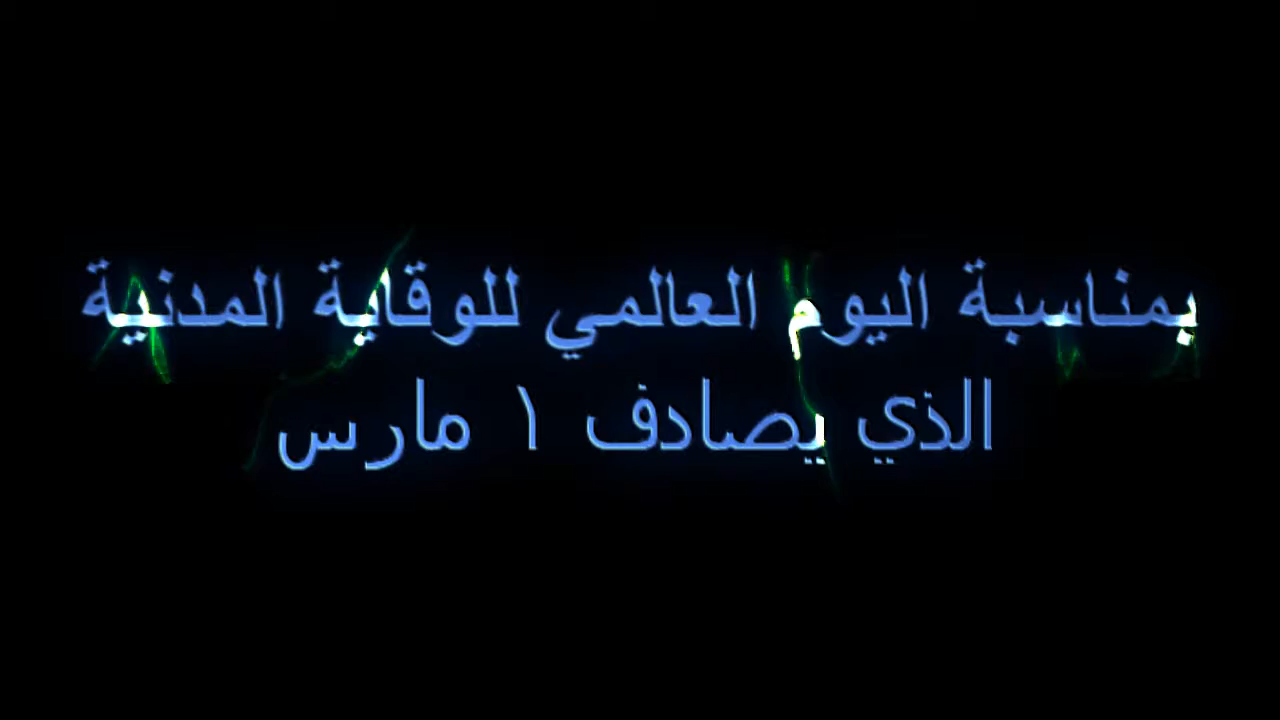 بمناسبة اليوم العالمي للوقاية المدنية
الذي يصادف ١ مارس